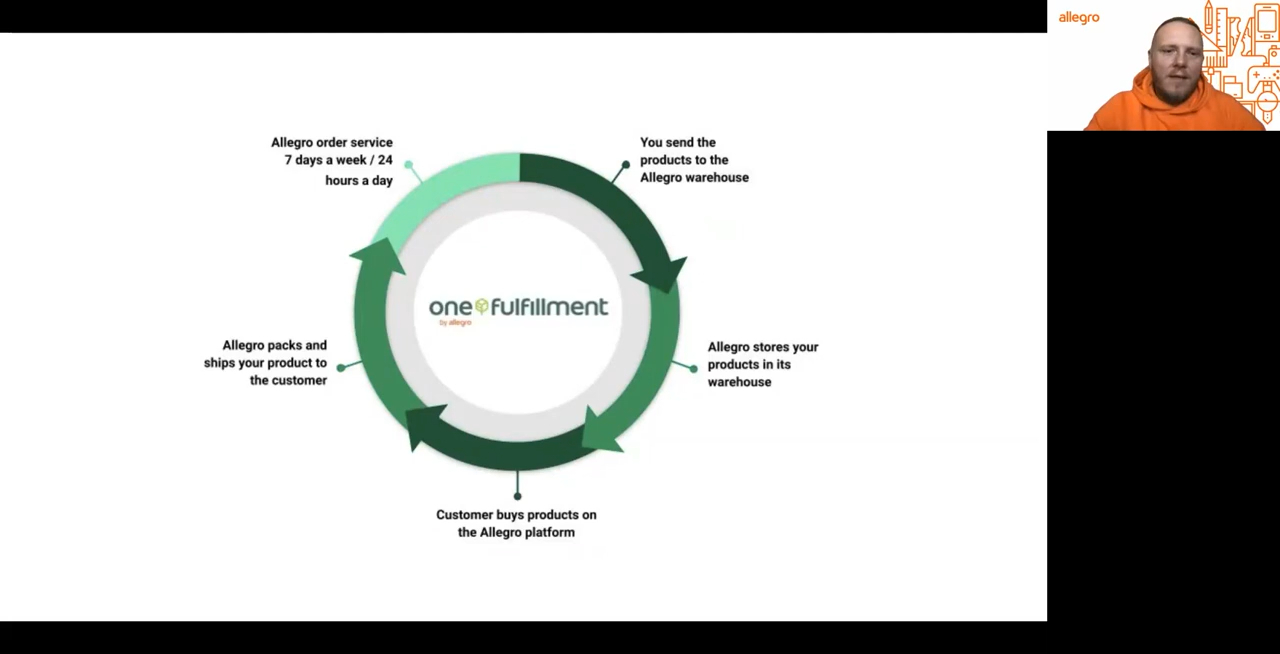 allegro
Allegro order service
7 days a week / 24
hours a day
You send the
products to the
Allegro warehouse
one fulfillment
by allegro
Allegro packs and
ships your product to
the customer
Allegro stores your
products in its
warehouse
Customer buys products on
the Allegro platform